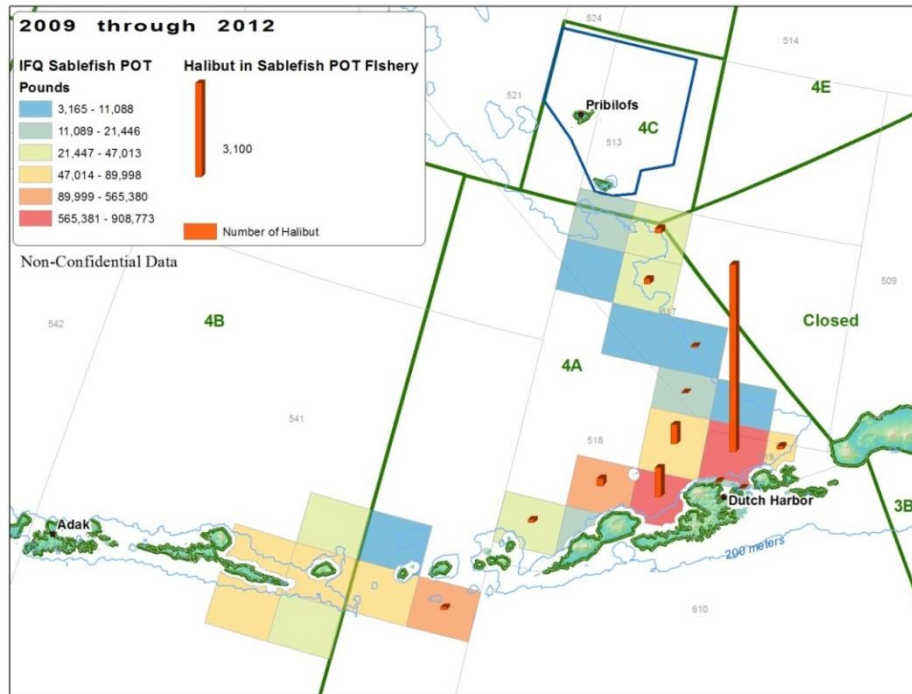 2009 through 2012
IFQ Sablefish POT
Pounds
3,165 - 11,088
11,089 - 21,446
21,447 - 47,013
47,014 - 89,998
89,999 - 565,380
565,381 - 908,773
Halibut in Sablefish POT FIshery
3,100
Number of Halibut
Non-Confidential Data
524
514
521
4E
Pribilofs
4C
513
509
517
Closed
542
4B
4A
541
518
Dutch Harbor
3B
Adak
200 meters
610